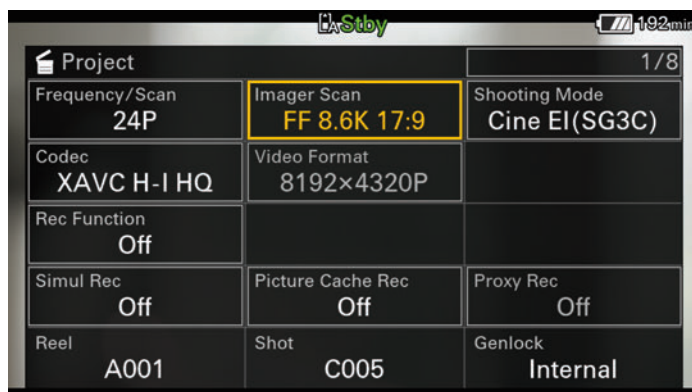 A Stby 192 min
Project 1/8
Frequency/Scan Imager Scan Shooting Mode
24P FF 8.6K 17:9 Cine EI(SG3C)
Codec Video Format
XAVC H-I HQ 8192×4320P
Rec Function
Off
Simul Rec Picture Cache Rec Proxy Rec
Off Off Off
Reel Shot Genlock
A001 C005 Internal